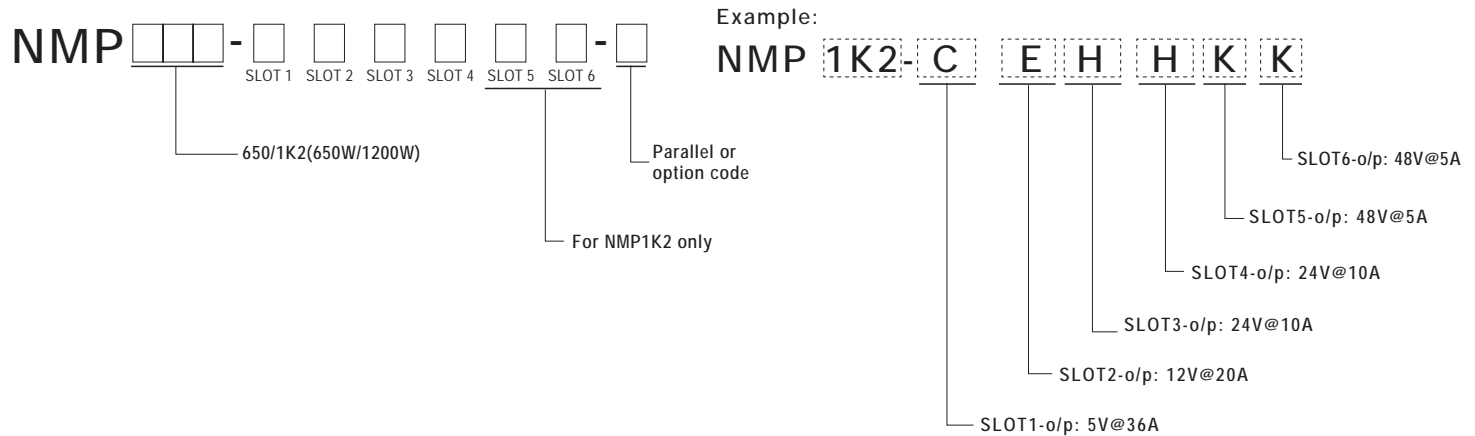 NMP - -
SLOT 1 SLOT 2 SLOT 3 SLOT 4 SLOT 5 SLOT 6
650/1K2(650W/1200W)
Parallel or
option code
For NMP1K2 only
Example:
NMP 1K2-C E H H K K
SLOT6-o/p: 48V@5A
SLOT5-o/p: 48V@5A
SLOT4-o/p: 24V@10A
SLOT3-o/p: 24V@10A
SLOT2-o/p: 12V@20A
SLOT1-o/p: 5V@36A